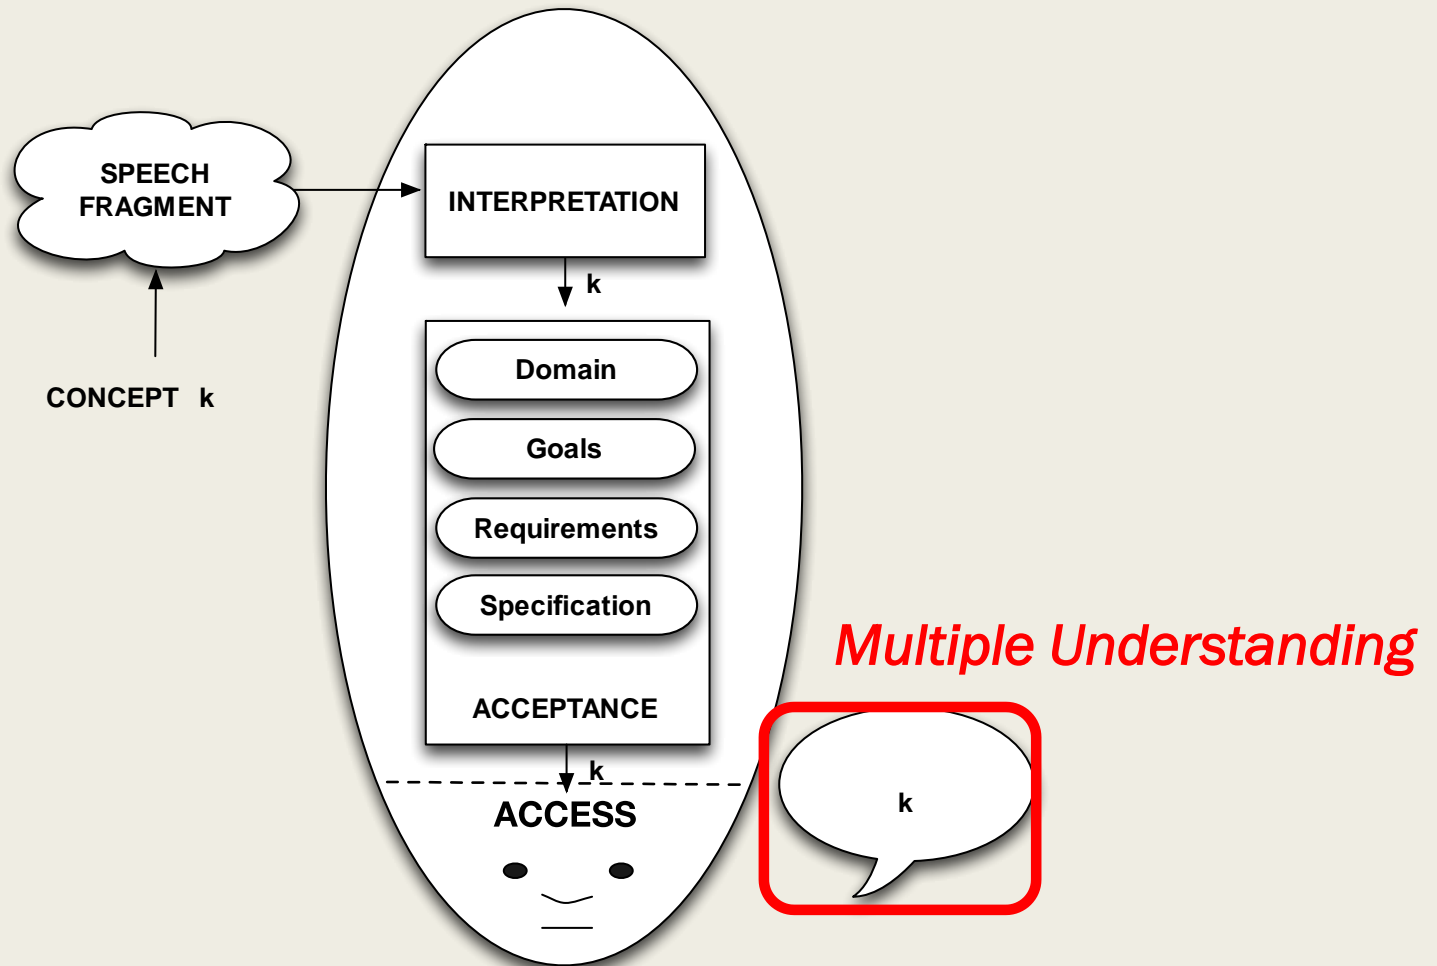 SPEECH
FRAGMENT
CONCEPT k
INTERPRETATION
k
Domain
Goals
Requirements
Specification
ACCEPTANCE
k
ACCESS
Multiple Understanding
k